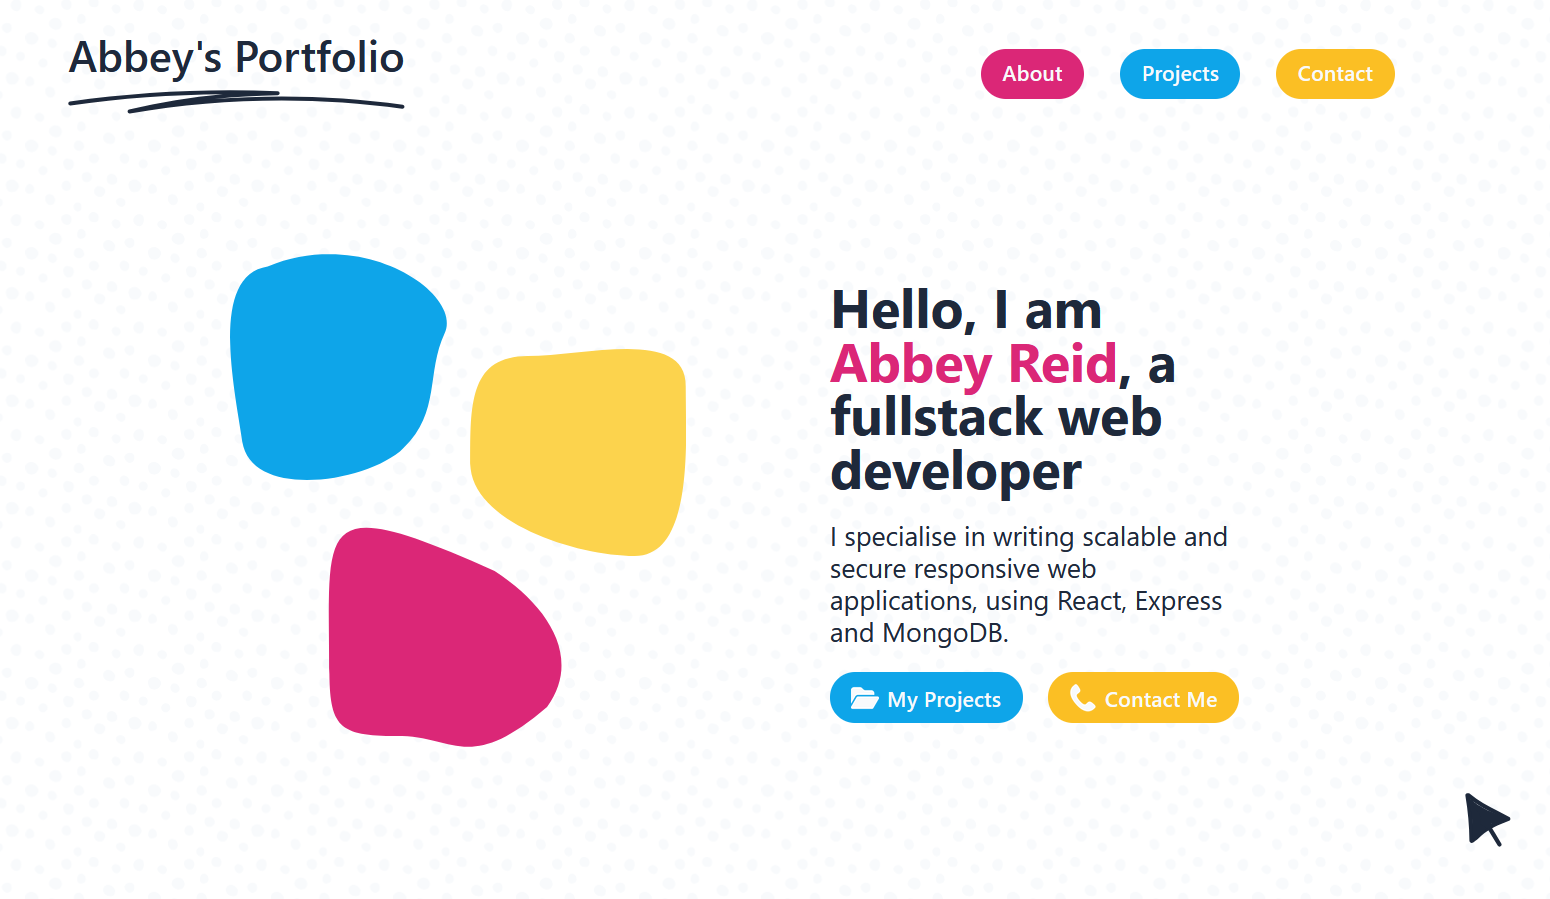 Abbey's Portfolio
About
Projects
Contact
Hello, I am
Abbey Reid, a
fullstack web
developer
I specialise in writing scalable and
secure responsive web
applications, using React, Express
and MongoDB.
My Projects
Contact Me